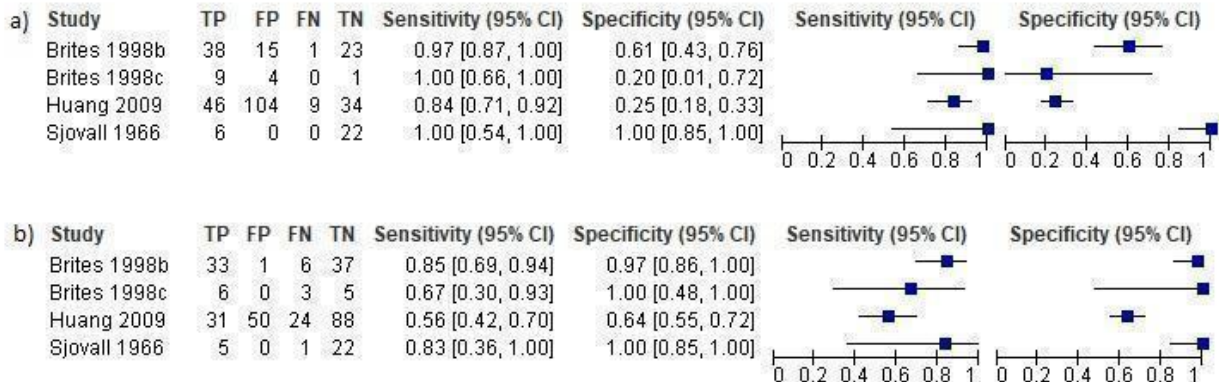 a) Study TP FP FN TN Sensitivity (95% CI) Specificity (95% CI) Sensitivity Specificity
Brites 1998b 38 15 1 23 0.97 [0.87, 1.00] 0.61 [0.43, 0.76]
Brites 1998c 9 4 0 1 1.00 [0.66, 1.00] 0.20 [0.01, 0.72]
Huang 2009 46 104 9 34 0.84 [0.71, 0.92] 0.25 [0.18, 0.33]
Sjovall 1966 6 0 0 22 1.00 [0.54, 1.00] 1.00 [0.85, 1.00]
0 0.2 0.4 0.6 0.8 1 0 0.2 0.4 0.6 0.8 1
b) Study TP FP FN TN Sensitivity (95% CI) Specificity (95% CI) Sensitivity Specificity
Brites 1998b 33 1 6 37 0.85 [0.69, 0.94] 0.97 [0.86, 1.00]
Brites 1998c 6 0 3 5 0.67 [0.30, 0.93] 1.00 [0.48, 1.00]
Huang 2009 31 50 24 88 0.56 [0.42, 0.70] 0.64 [0.55, 0.72]
Sjovall 1966 5 0 1 22 0.83 [0.36, 1.00] 1.00 [0.85, 1.00]
0 0.2 0.4 0.6 0.8 1 0 0.2 0.4 0.6 0.8 1